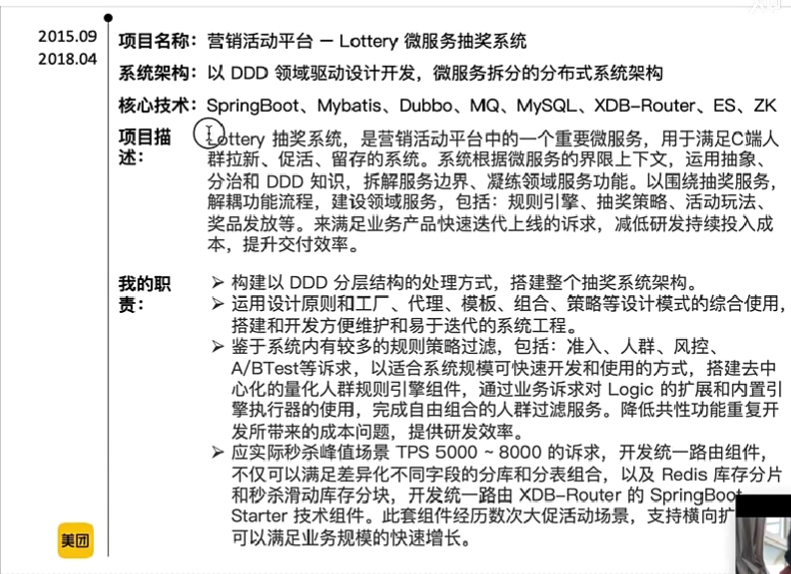 2015.09
2018.04
项目名称：营销活动平台 – Lottery 微服务抽奖系统
系统架构：以 DDD 领域驱动设计开发，微服务拆分的分布式系统架构
核心技术：SpringBoot、Mybatis、Dubbo、MQ、MySQL、XDB-Router、ES、ZK
项目描述：
Lottery 抽奖系统，是营销活动平台中的一个重要微服务，用于满足C端人
群拉新、促活、留存的系统。系统根据微服务的界限上下文，运用抽象、
分治和 DDD 知识，拆解服务边界、凝练领域服务功能。以围绕抽奖服务，
解耦功能流程，建设领域服务，包括：规则引擎、抽奖策略、活动玩法、
奖品发放等。来满足业务产品快速迭代上线的诉求，减低研发持续投入成
本，提升交付效率。
我的职责：
➢ 构建以 DDD 分层结构的处理方式，搭建整个抽奖系统架构。
➢ 运用设计原则和工厂、代理、模板、组合、策略等设计模式的综合使用，
搭建和开发方便维护和易于迭代的系统工程。
➢ 鉴于系统内有较多的规则策略过滤，包括：准入、人群、风控、
A/BTest等诉求，以适合系统规模可快速开发和使用的方式，搭建去中
心化的量化人群规则引擎组件，通过业务诉求对 Logic 的扩展和内置引
擎执行器的使用，完成自由组合的人群过滤服务。降低共性功能重复开
发所带来的成本问题，提供研发效率。
➢ 应实际秒杀峰值场景 TPS 5000 ~ 8000 的诉求，开发统一路由组件，
不仅可以满足差异化不同字段的分库和分表组合，以及 Redis 库存分片
和秒杀滑动库存分块，开发统一路由 XDB-Router 的 SpringBoot
Starter 技术组件。此套组件经历数次大促活动场景，支持横向扩
可以满足业务规模的快速增长。
美团